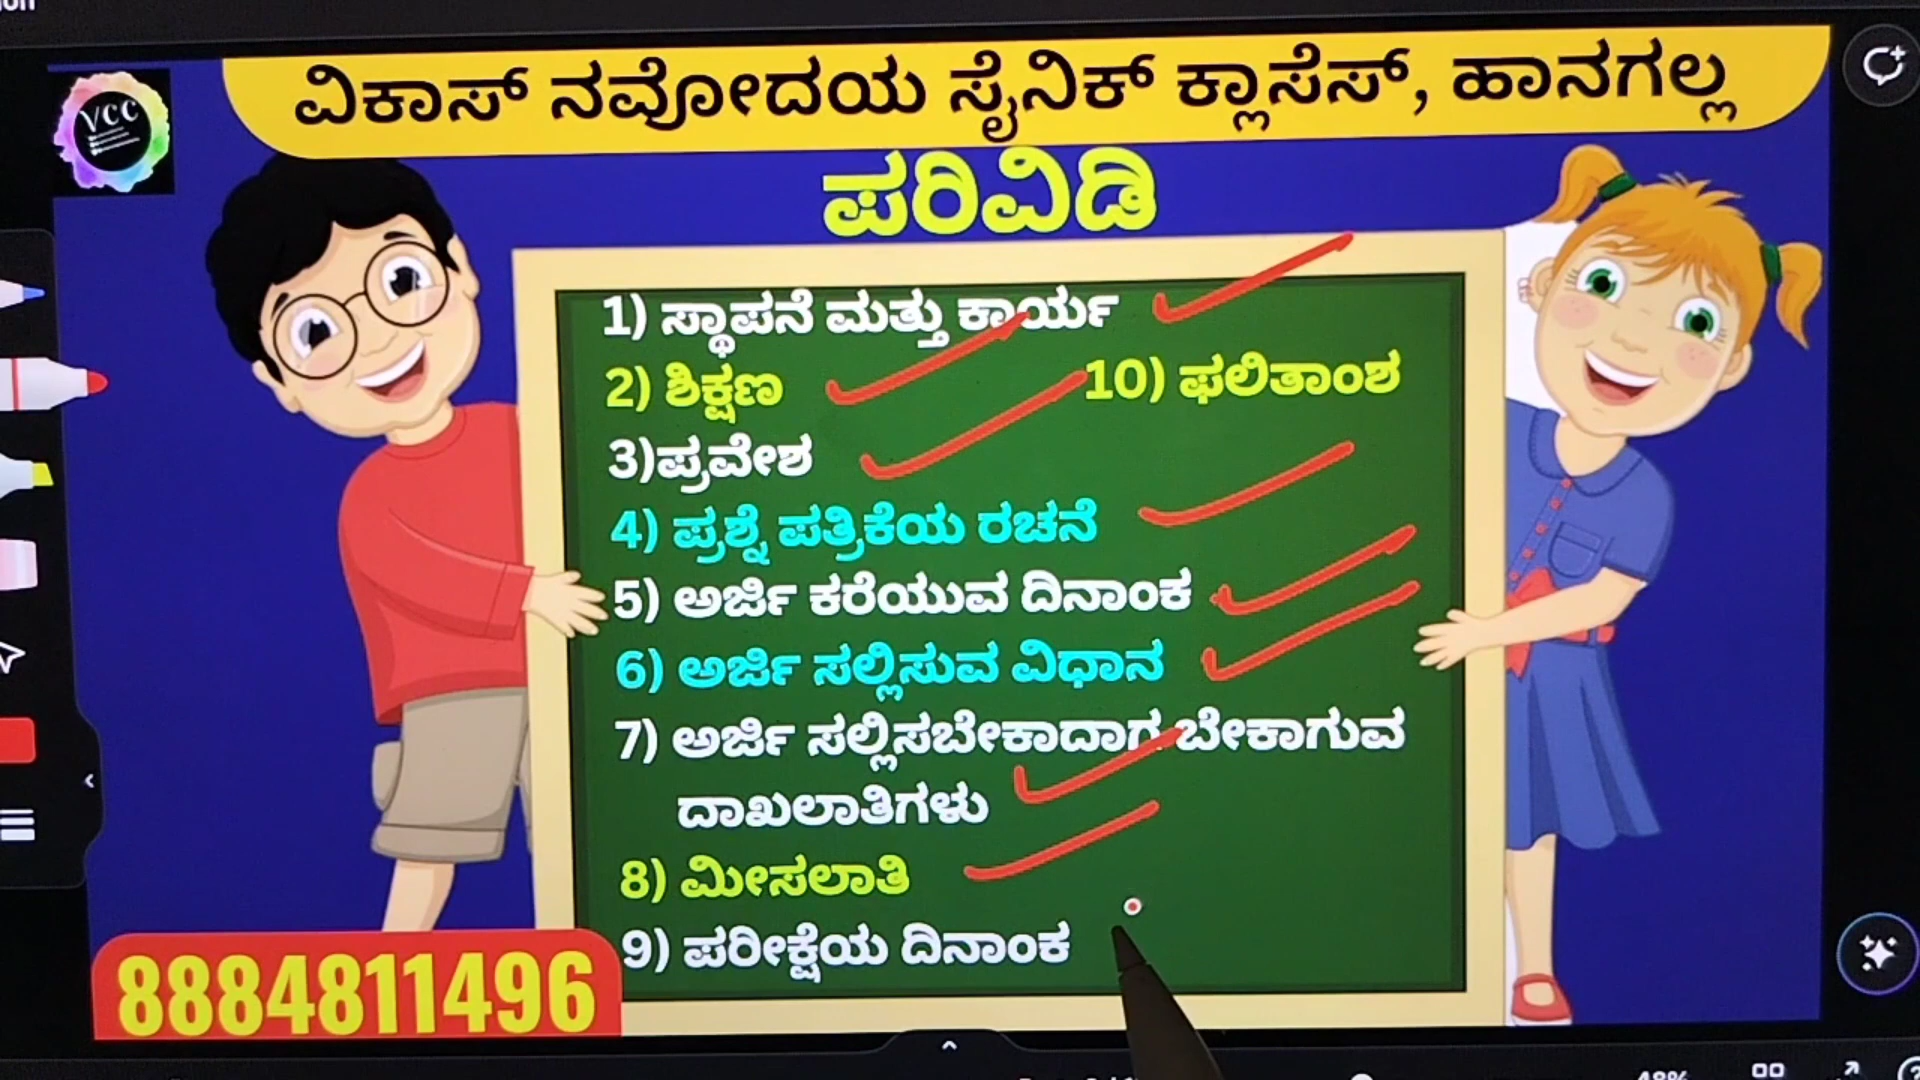 ವಿಕಾಸ್ ನವೋದಯ ಸೈನಿಕ್ ಕ್ಲಾಸೆಸ್, ಹಾನಗಲ್ಲ
VCC
ಪರಿವಿಡಿ
1) ಸ್ಥಾಪನೆ ಮತ್ತು ಕಾರ್ಯ
2) ಶಿಕ್ಷಣ
10) ಫಲಿತಾಂಶ
3)ಪ್ರವೇಶ
4) ಪ್ರಶ್ನೆ ಪತ್ರಿಕೆಯ ರಚನೆ
5) ಅರ್ಜಿ ಕರೆಯುವ ದಿನಾಂಕ
6) ಅರ್ಜಿ ಸಲ್ಲಿಸುವ ವಿಧಾನ
7) ಅರ್ಜಿ ಸಲ್ಲಿಸಬೇಕಾದಾಗ ಬೇಕಾಗುವ
ದಾಖಲಾತಿಗಳು
8) ಮೀಸಲಾತಿ
9) ಪರೀಕ್ಷೆಯ ದಿನಾಂಕ
8884811496